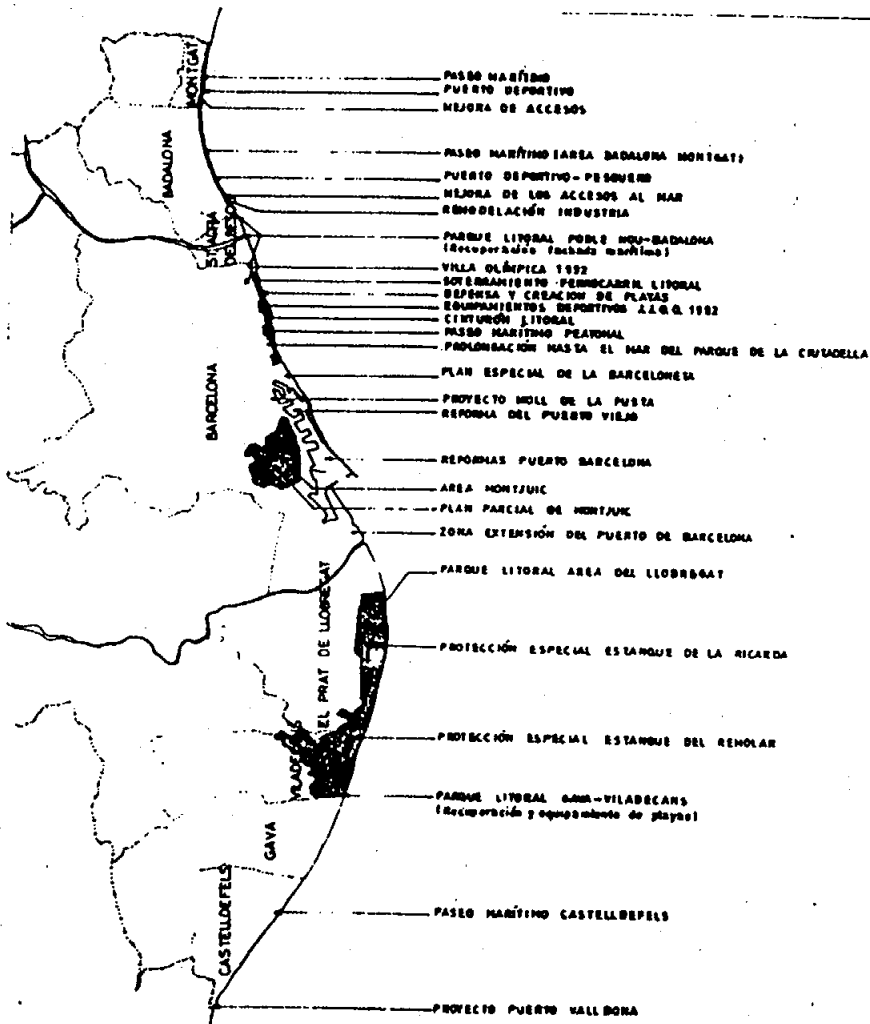 PASEO MARÍTIMO
PUERTO DEPORTIVO
MEJORA DE ACCESOS
PASEO MARÍTIMO (AREA BADALONA MONTGAT)
PUERTO DEPORTIVO-PESQUERO
MEJORA DE LOS ACCESOS AL MAR
REMODELACIÓN INDUSTRIA
PARQUE LITORAL POBLE NOU-BADALONA
(Recuperación fachada marítima)
VILLA OLÍMPICA 1992
SOTERRAMIENTO FERROCARRIL LITORAL
DEFENSA Y CREACION DE PLAYAS
EQUIPAMIENTOS DEPORTIVOS J.J.O.O. 1992
CINTURÓN LITORAL
PASEO MARÍTIMO PEATONAL
PROLONGACIÓN HASTA EL MAR DEL PARQUE DE LA CIUTADELLA
PLAN ESPECIAL DE LA BARCELONETA
PROYECTO MOLL DE LA FUSTA
REFORMA DEL PUERTO VIEJO
REFORMAS PUERTO BARCELONA
AREA MONTJUIC
PLAN PARCIAL DE MONTJUIC
ZONA EXTENSIÓN DEL PUERTO DE BARCELONA
PARQUE LITORAL AREA DEL LLOBREGAT
PROTECCIÓN ESPECIAL ESTANQUE DE LA RICARDA
PROTECCIÓN ESPECIAL ESTANQUE DEL REMOLAR
PARQUE LITORAL GAVA-VILADECANS
(Recuperación y equipamiento de playas)
PASEO MARÍTIMO CASTELLDEFELS
PROYECTO PUERTO VALLBONA
MONTGAT
BADALONA
STA.
DE BESOS
BARCELONA
EL PRAT DE LLOBREGAT
VILADECANS
GAVA
CASTELLDEFELS